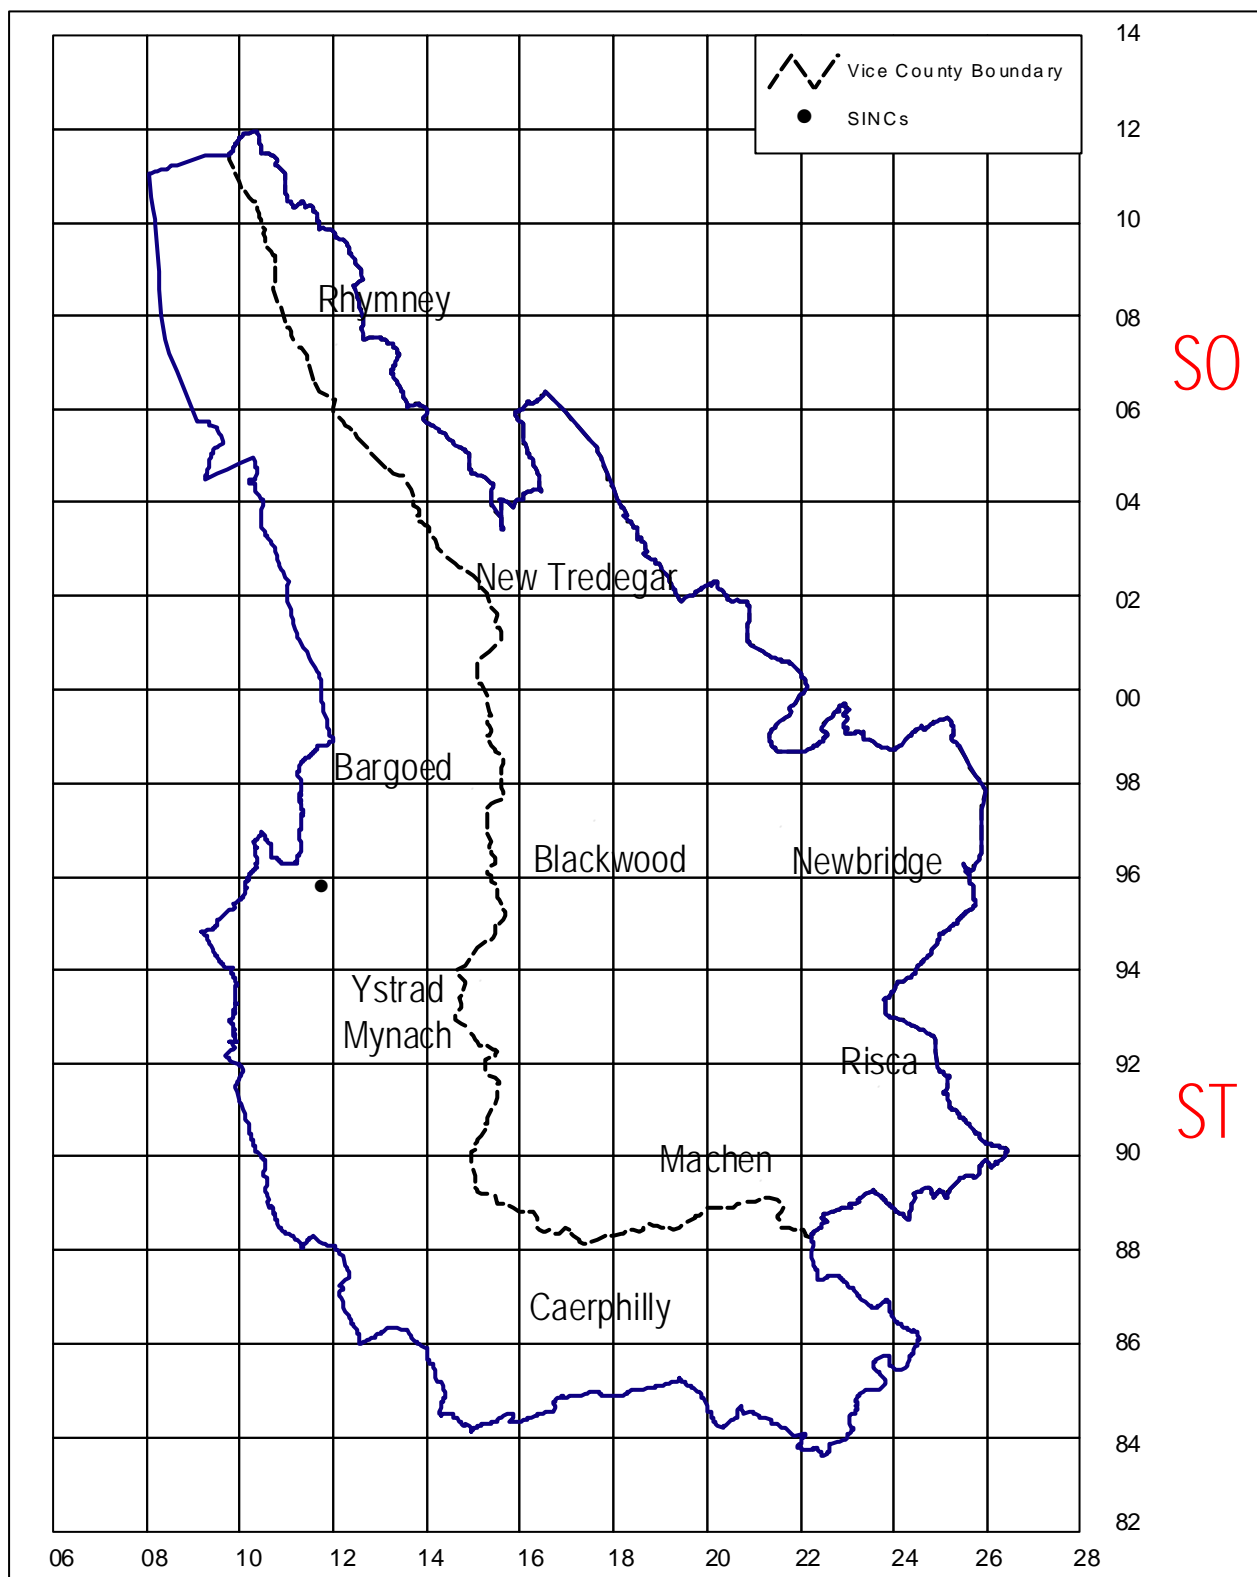 14
Vice County Boundary
SINCs
12
10
Rhymney
08
SO
06
04
New Tredegar
02
00
Bargoed
98
Blackwood
Newbridge
96
94
Ystrad
Mynach
Risca
92
ST
Machen
90
88
Caerphilly
86
84
82
06 08 10 12 14 16 18 20 22 24 26 28